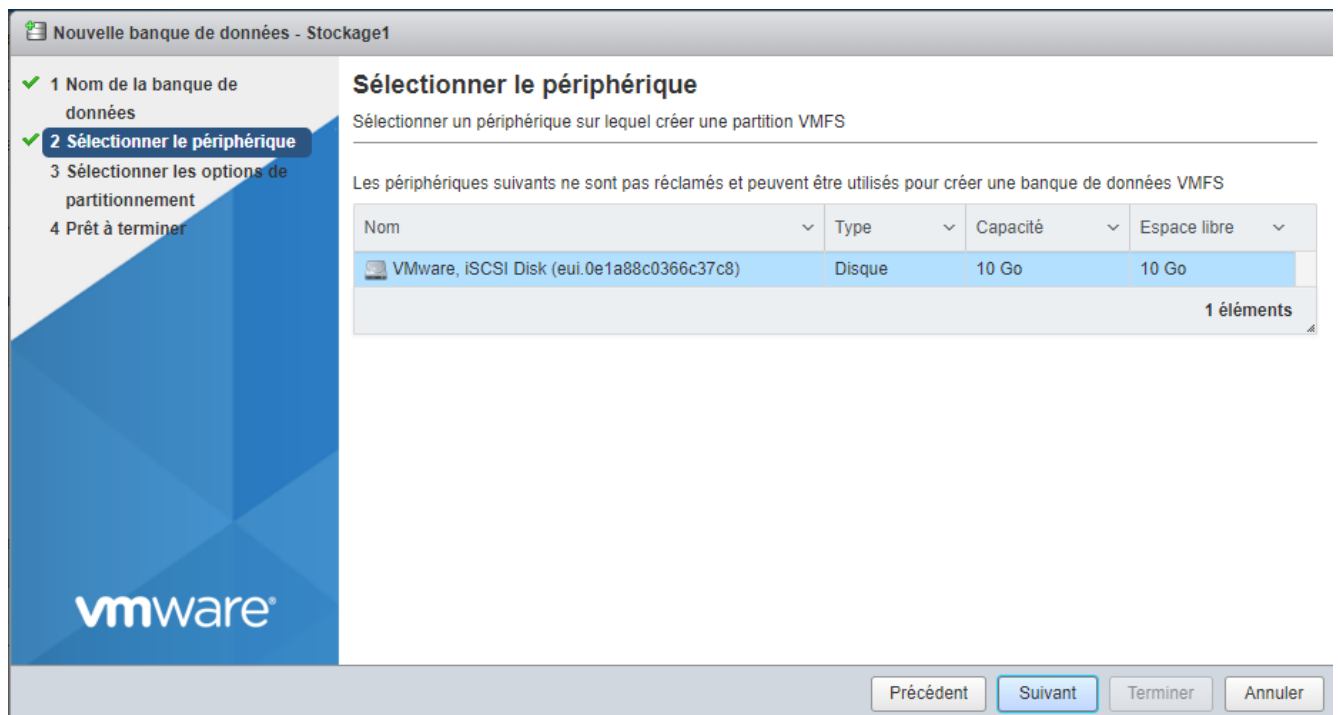 Nouvelle banque de données - Stockage1
1 Nom de la banque de
données
2 Sélectionner le périphérique
3 Sélectionner les options de
partitionnement
4 Prêt à terminer
vmware®
Sélectionner le périphérique
Sélectionner un périphérique sur lequel créer une partition VMFS
Les périphériques suivants ne sont pas réclamés et peuvent être utilisés pour créer une banque de données VMFS
Nom Type Capacité Espace libre
VMware, iSCSI Disk (eui.0e1a88c0366c37c8) Disque 10 Go 10 Go
1 éléments
Précédent Suivant Terminer Annuler